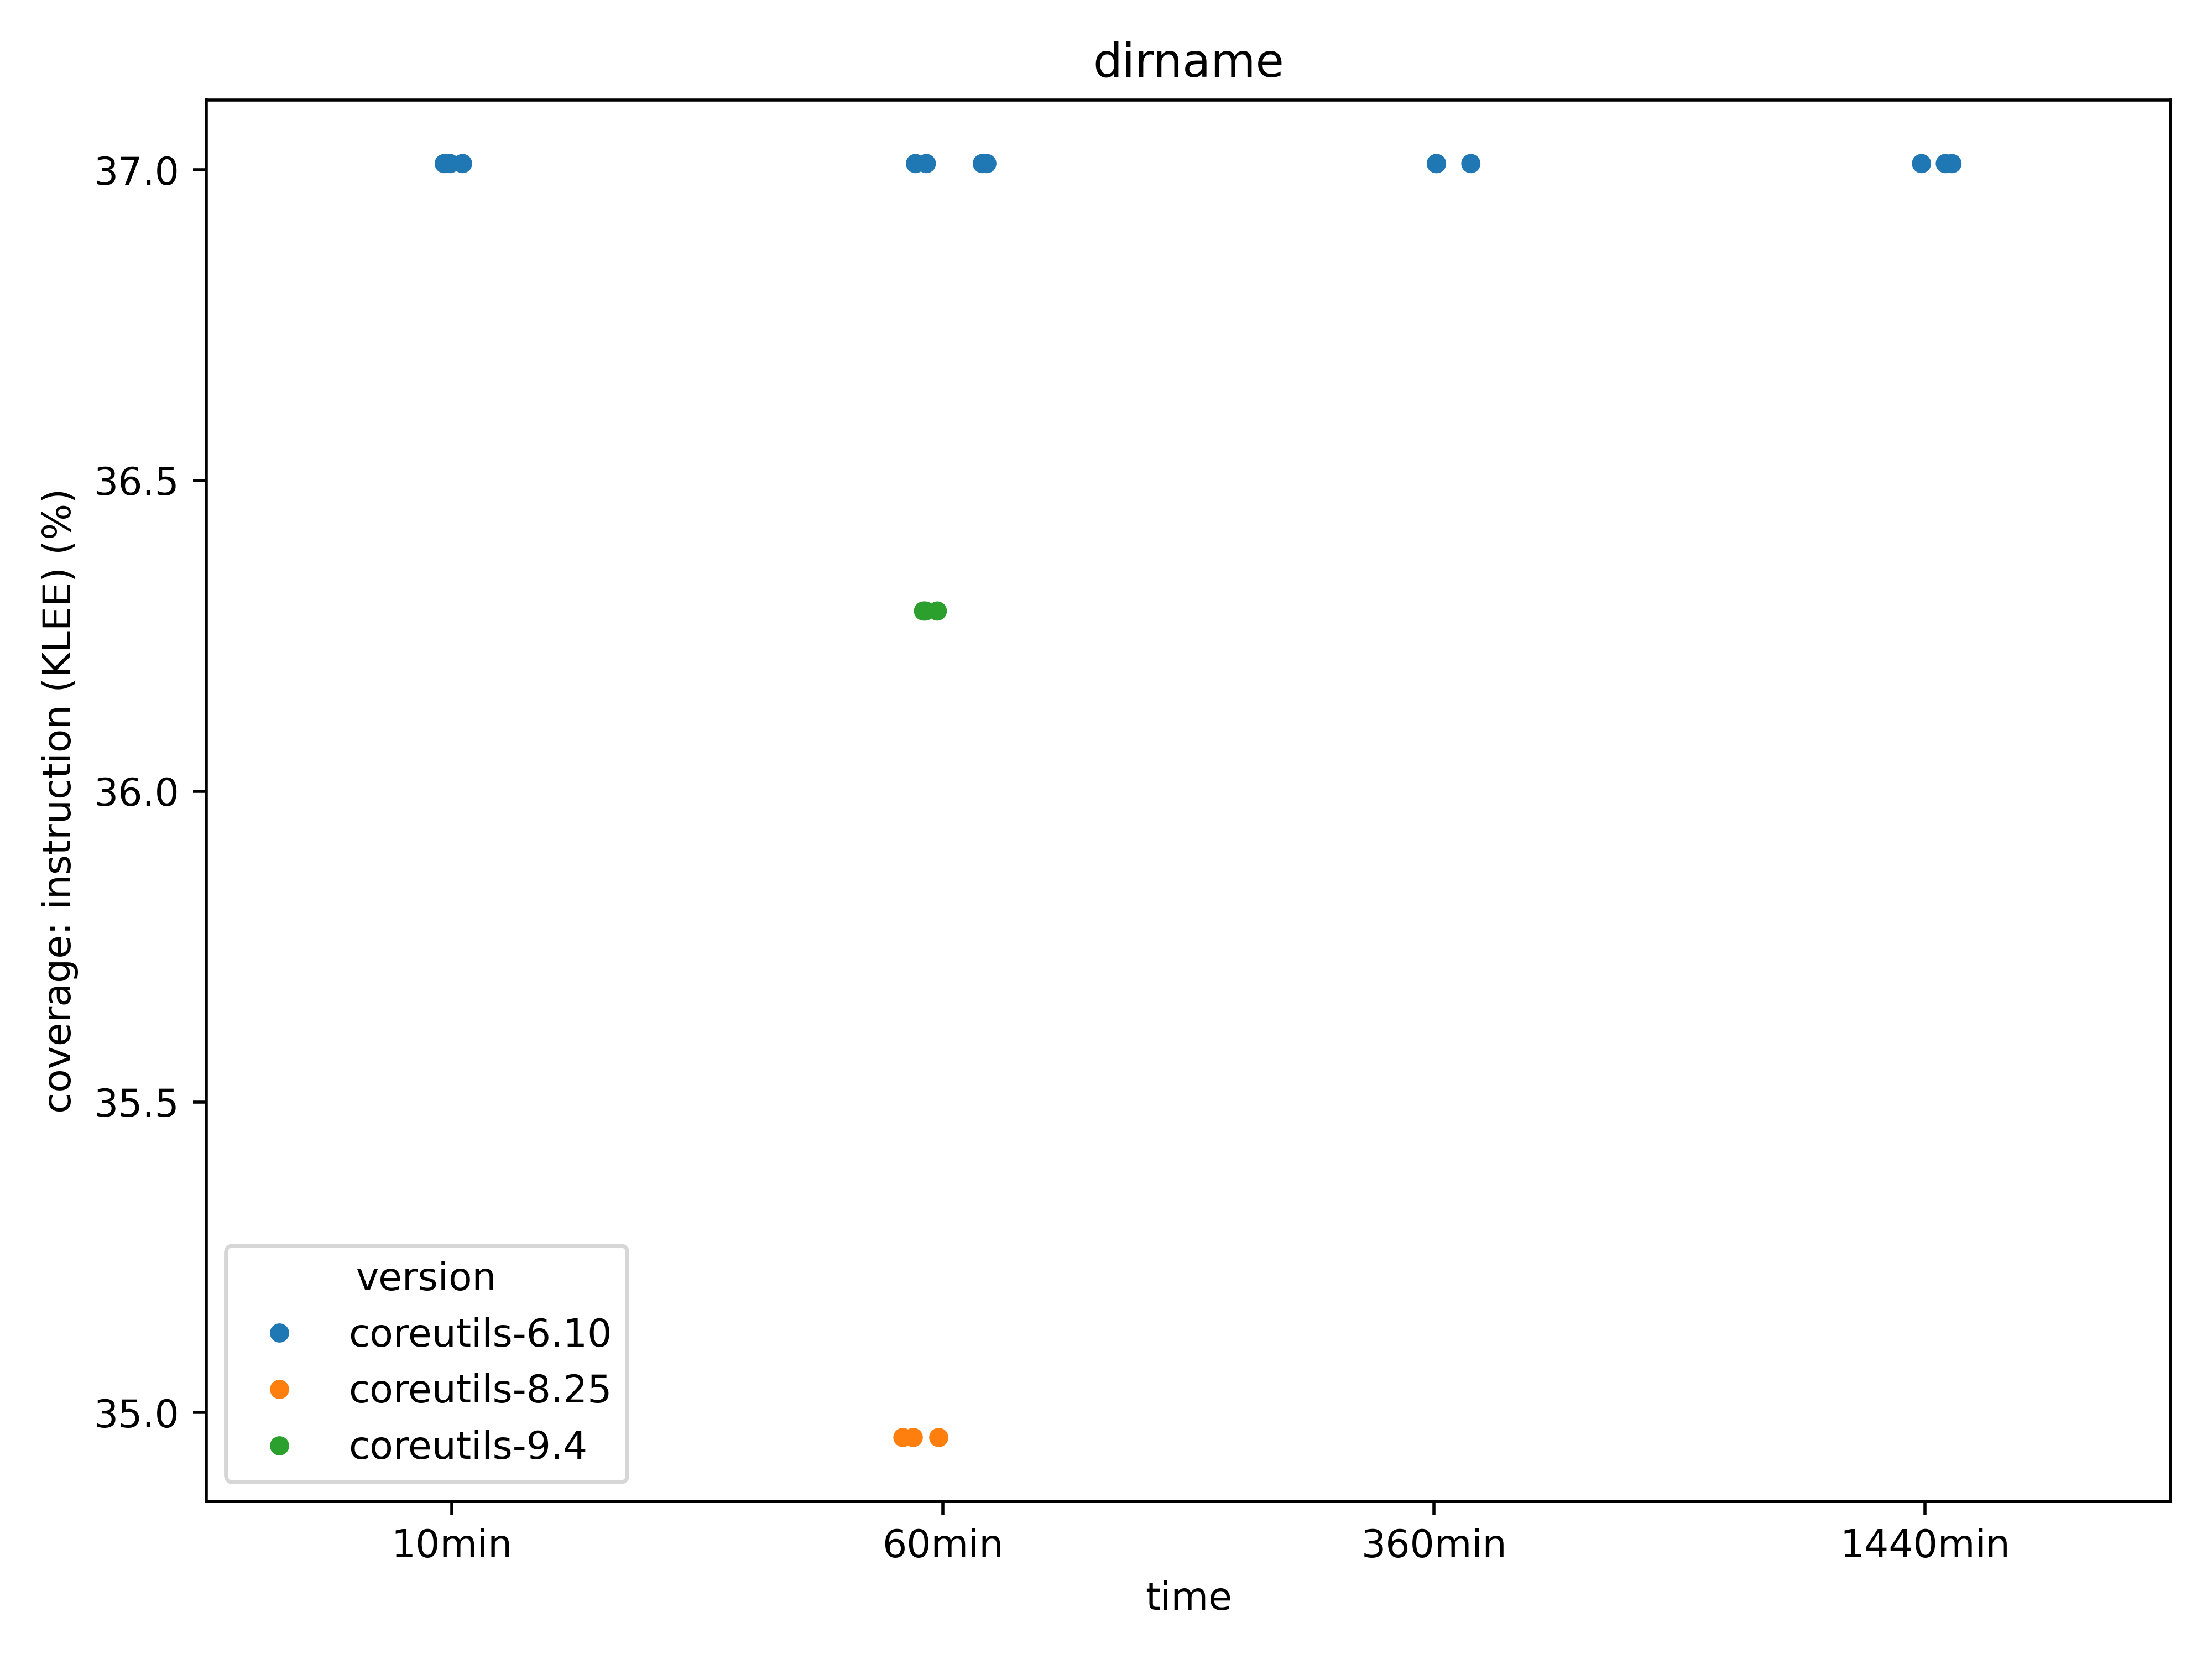 dirname
coverage: instruction (KLEE) (%)
37.0
36.5
36.0
35.5
35.0
version
coreutils-6.10
coreutils-8.25
coreutils-9.4
10min
60min
360min
1440min
time